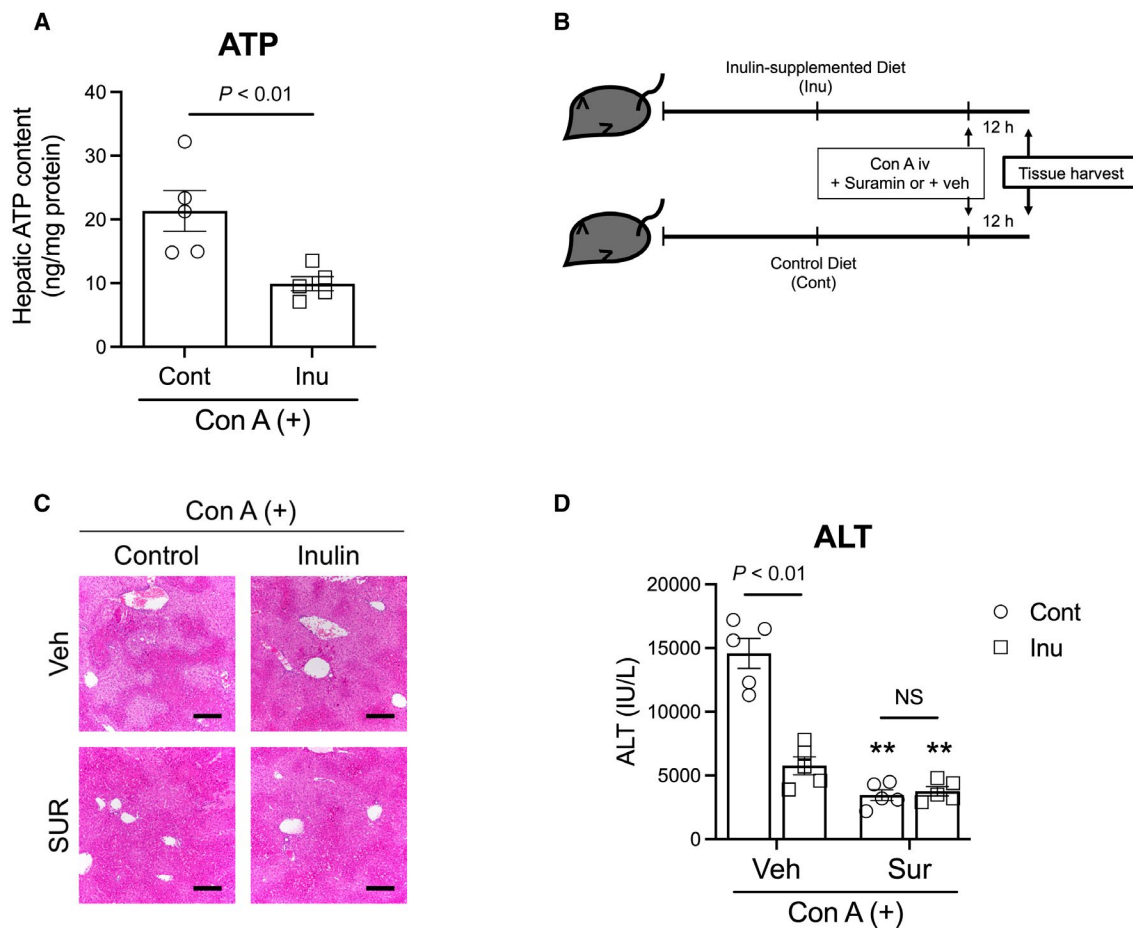 A
ATP
P < 0.01
Hepatic ATP content
(ng/mg protein)
40
30
20
10
0
Cont
Inu
Con A (+)
B
Inulin-supplemented Diet
(Inu)
12 h
Con A iv
+ Suramin or + veh
Tissue harvest
12 h
Control Diet
(Cont)
C
Con A (+)
Control
Inulin
Veh
SUR
D
ALT
P < 0.01
ALT (IU/L)
20000
15000
10000
5000
0
NS
**
**
Veh
Sur
Con A (+)
Cont
Inu